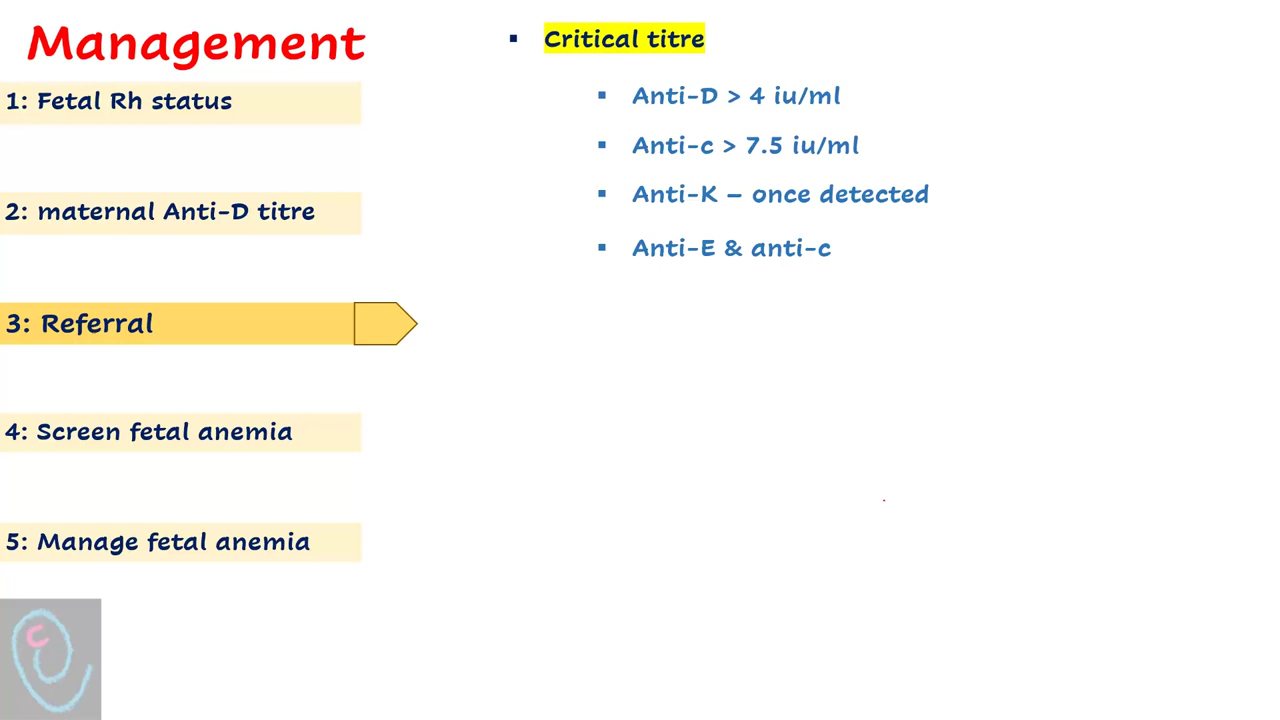 Management
1: Fetal Rh status
2: maternal Anti-D titre
3: Referral
4: Screen fetal anemia
5: Manage fetal anemia
▪ Critical titre
▪ Anti-D > 4 iu/ml
▪ Anti-c > 7.5 iu/ml
▪ Anti-K – once detected
▪ Anti-E & anti-c